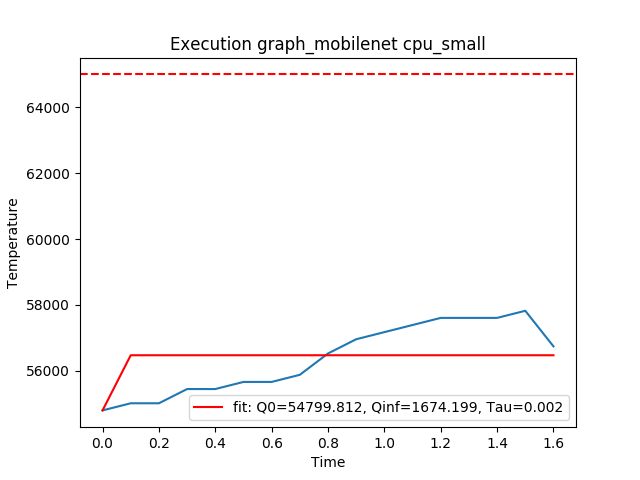 Execution graph_mobilenet cpu_small
Temperature
64000
62000
60000
58000
56000
fit: Q0=54799.812, Qinf=1674.199, Tau=0.002
0.0 0.2 0.4 0.6 0.8 1.0 1.2 1.4 1.6
Time